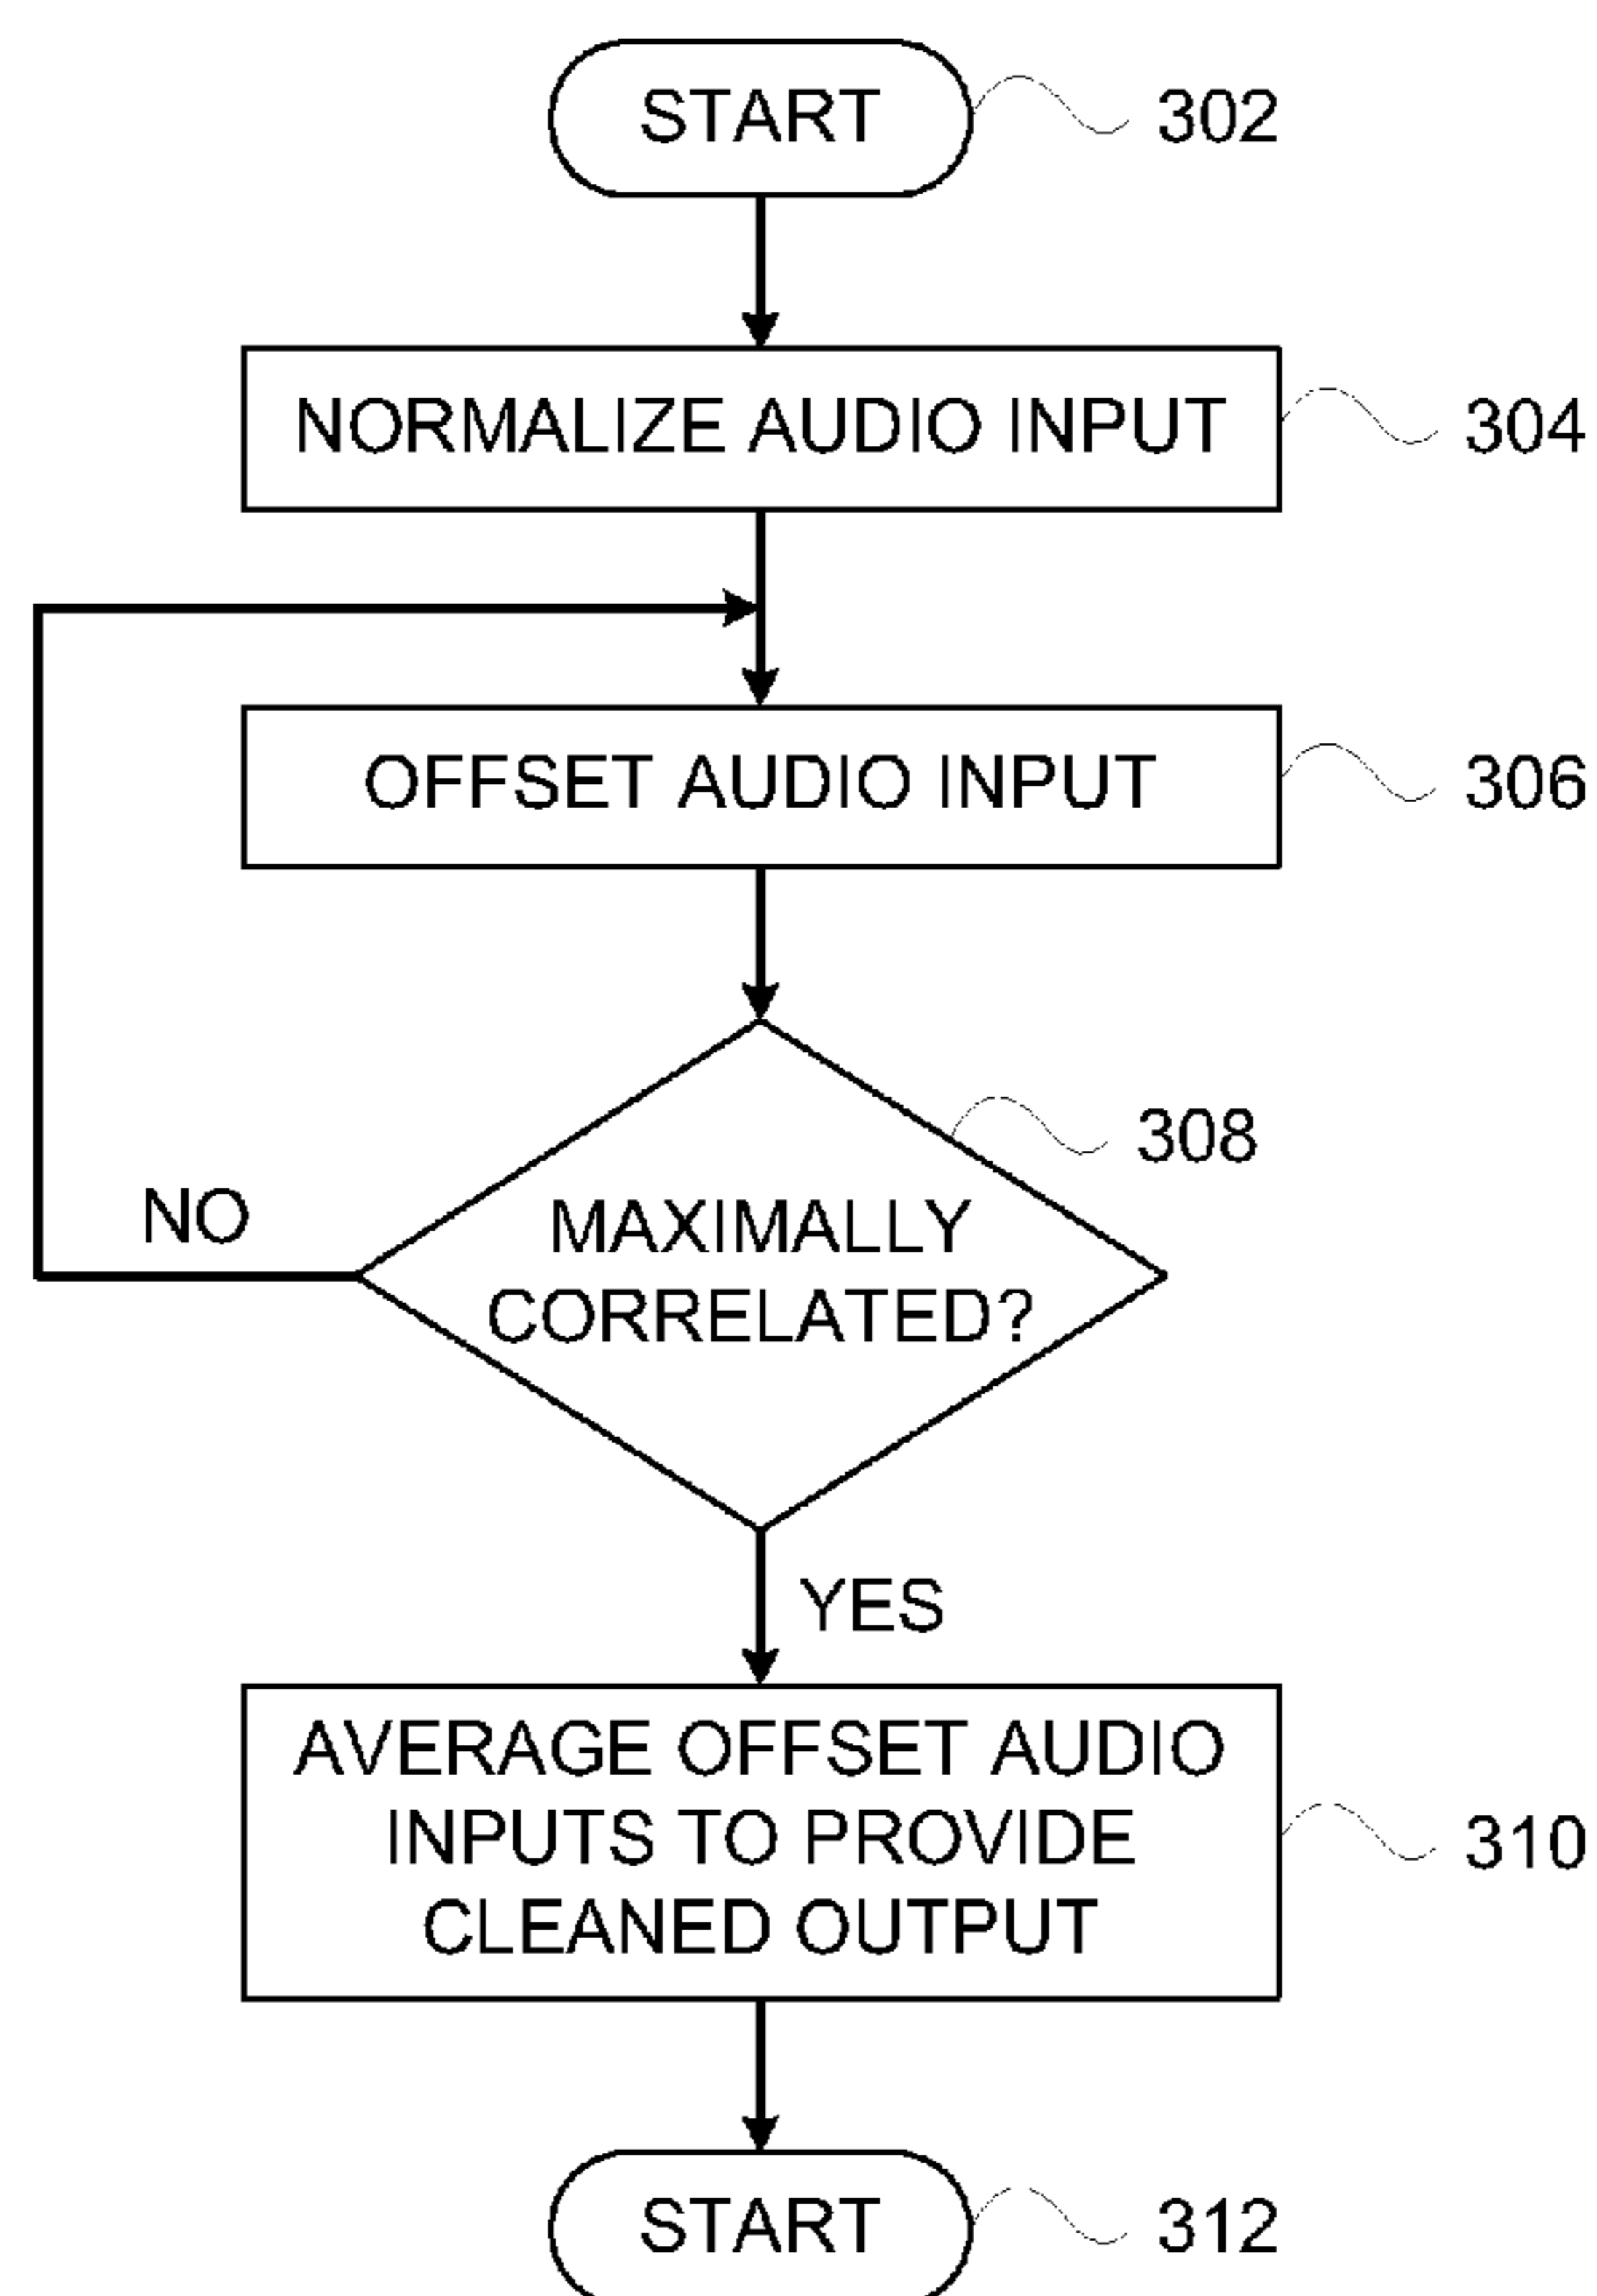 START
302
NORMALIZE AUDIO INPUT
304
OFFSET AUDIO INPUT
306
308
MAXIMALLY
CORRELATED?
NO
YES
AVERAGE OFFSET AUDIO
INPUTS TO PROVIDE
CLEANED OUTPUT
310
START
312